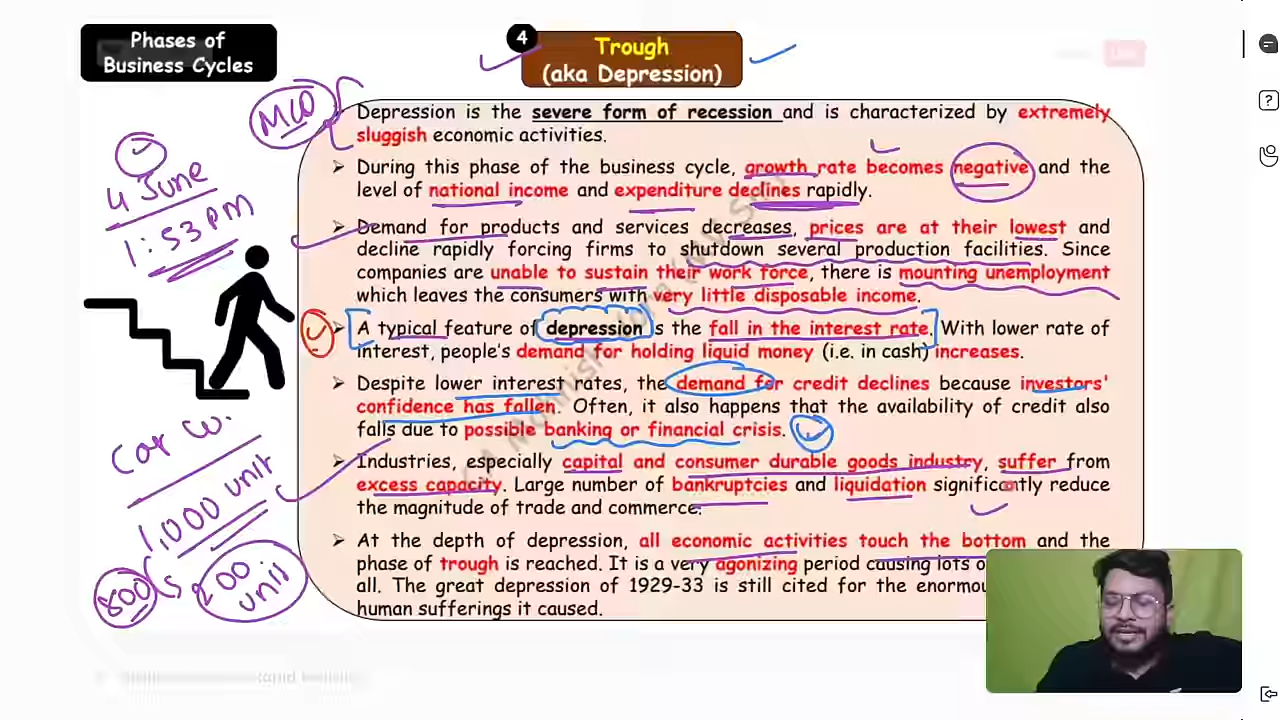 Phases of
Business Cycles
4
Trough
(aka Depression)
MCQ
Depression is the severe form of recession and is characterized by extremely
sluggish economic activities.
➢ During this phase of the business cycle, growth rate becomes negative and the
level of national income and expenditure declines rapidly.
Demand for products and services decreases, prices are at their lowest and
decline rapidly forcing firms to shutdown several production facilities. Since
companies are unable to sustain their work force, there is mounting unemployment
which leaves the consumers with very little disposable income.
➢ A typical feature of depression is the fall in the interest rate. With lower rate of
interest, people's demand for holding liquid money (i.e. in cash) increases.
➢ Despite lower interest rates, the demand for credit declines because investors'
confidence has fallen. Often, it also happens that the availability of credit also
falls due to possible banking or financial crisis.
Industries, especially capital and consumer durable goods industry, suffer from
excess capacity. Large number of bankruptcies and liquidation significantly reduce
the magnitude of trade and commerce.
➢ At the depth of depression, all economic activities touch the bottom and the
phase of trough is reached. It is a very agonizing period causing lots
all. The great depression of 1929-33 is still cited for the
human sufferings it caused.
4 June
1:53 PM
Car
1,000 unit
800
200
unit